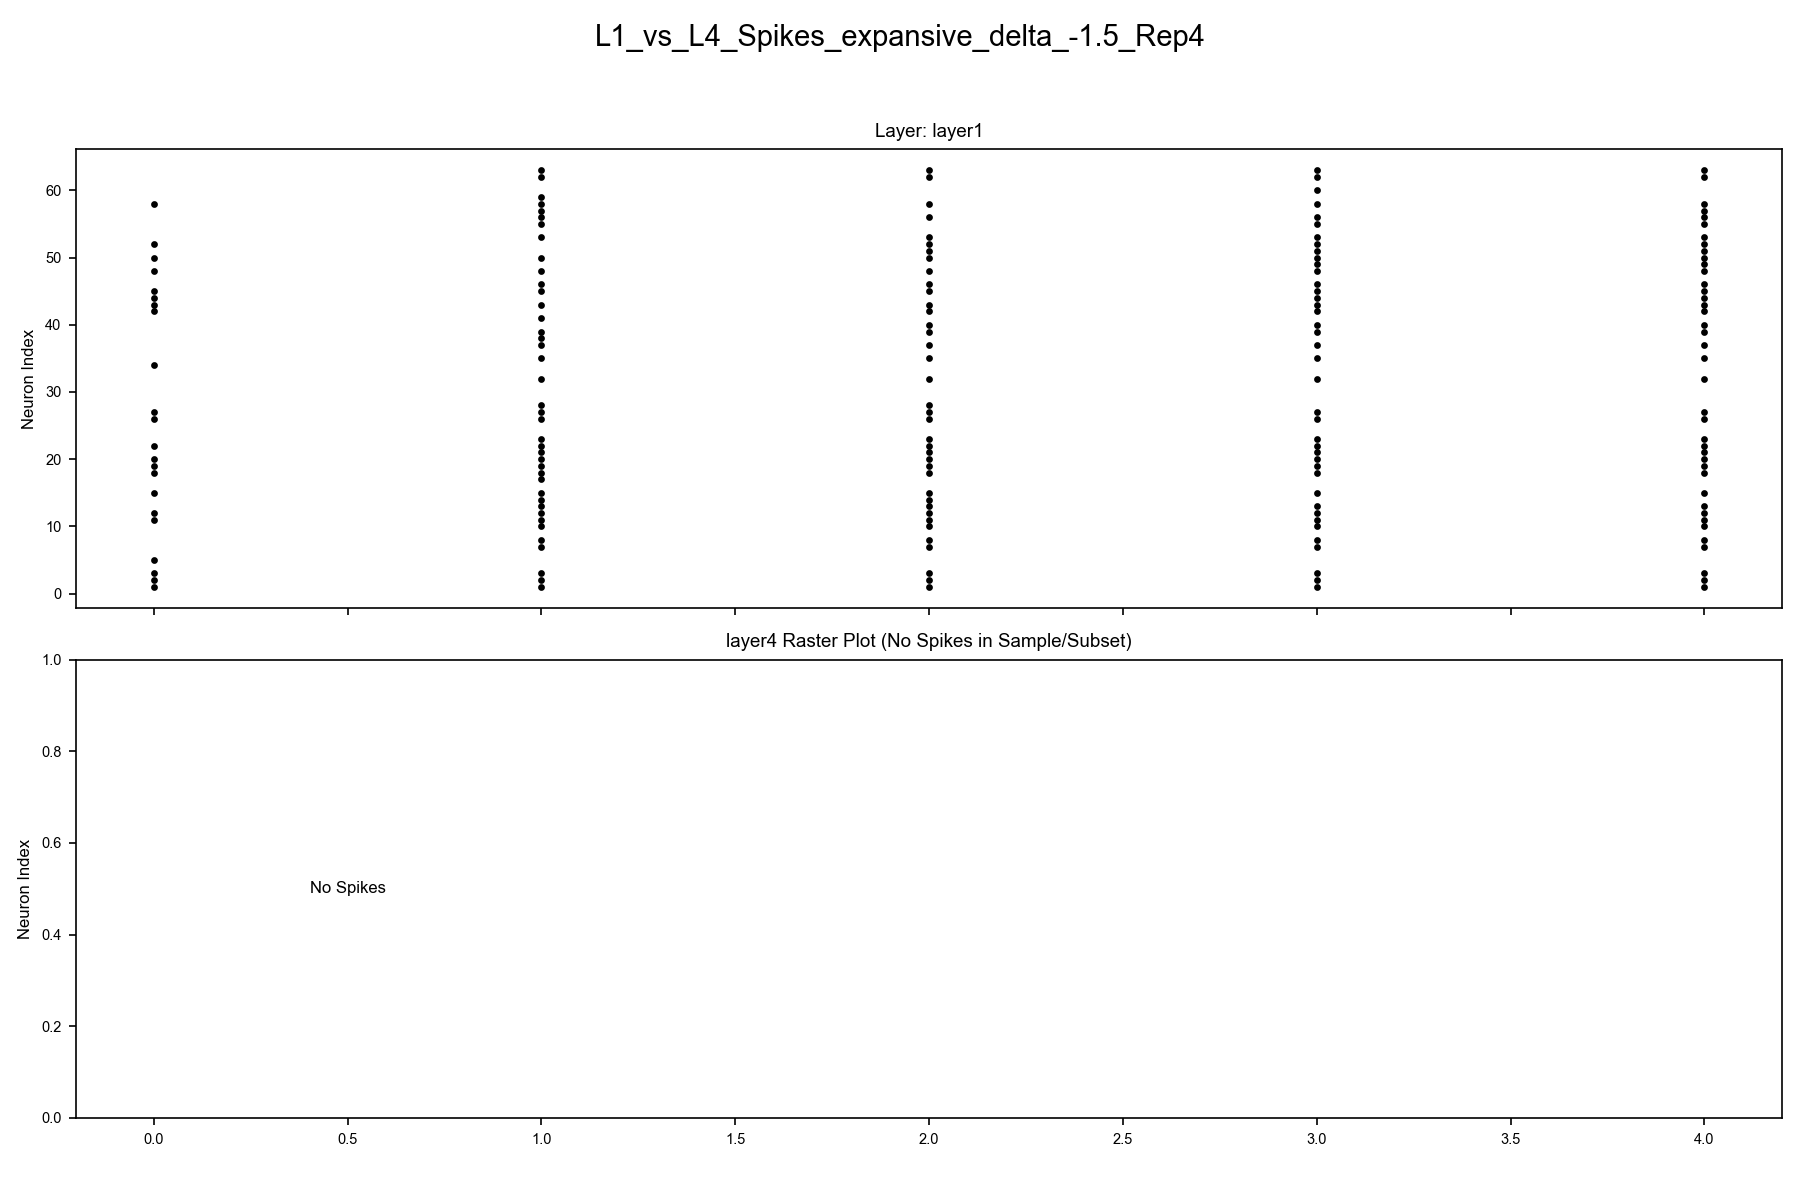 L1_vs_L4_Spikes_expansive_delta_-1.5_Rep4
Layer: layer1
Neuron Index
60
50
40
30
20
10
0
layer4 Raster Plot (No Spikes in Sample/Subset)
Neuron Index
1.0
0.8
0.6
0.4
0.2
0.0
No Spikes
0.0 0.5 1.0 1.5 2.0 2.5 3.0 3.5 4.0